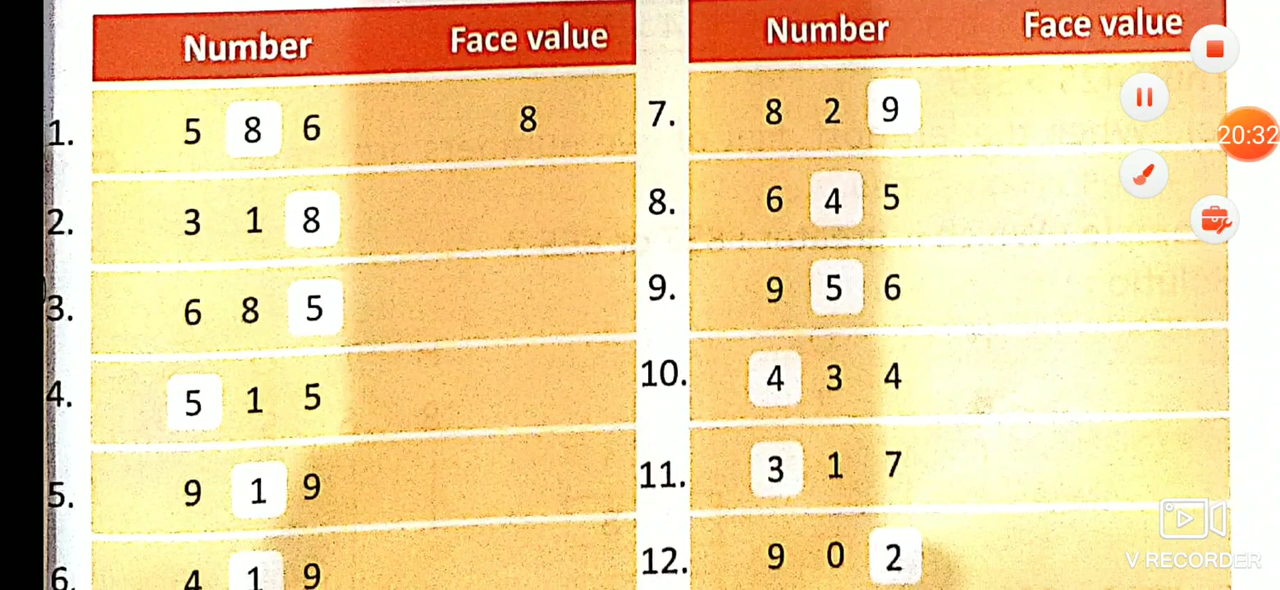 Number Face value
1. 5 8 6 8
2. 3 1 8
3. 6 8 5
4. 5 1 5
5. 9 1 9
6. 4 1 9
Number Face value
7. 8 2 9
8. 6 4 5
9. 9 5 6
10. 4 3 4
11. 3 1 7
12. 9 0 2
20:32
V RECORDER